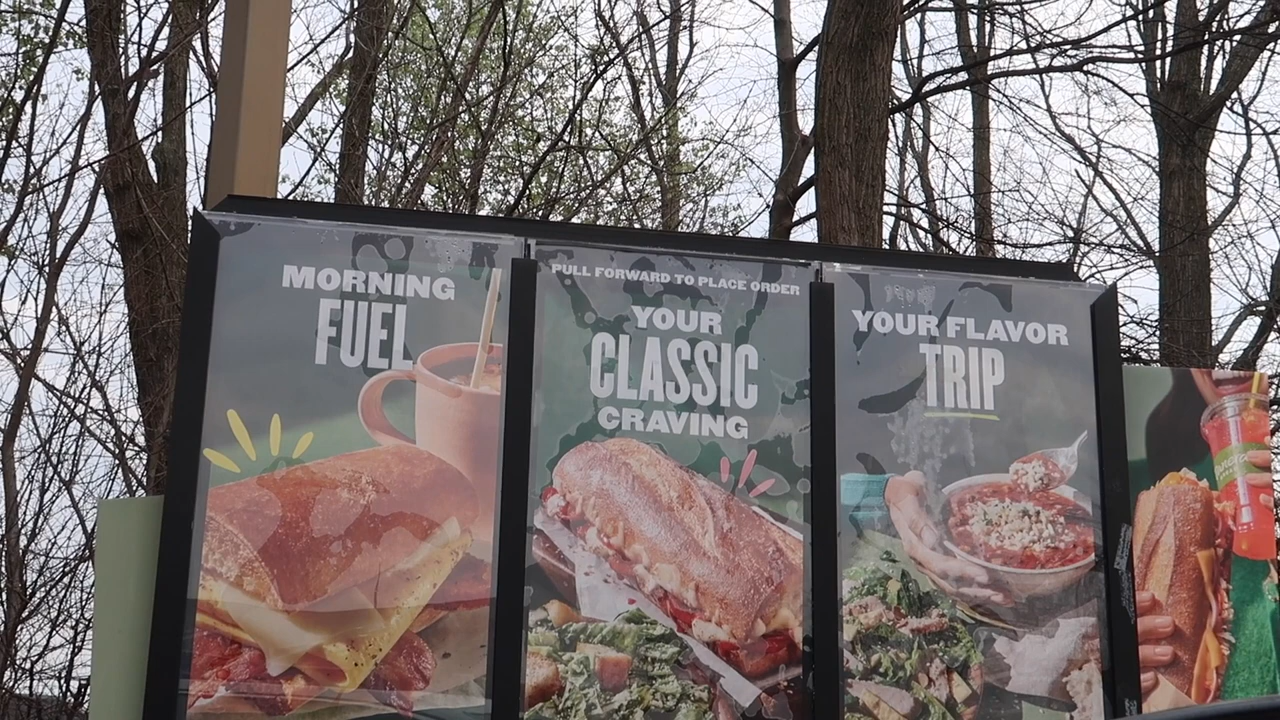 MORNING
FUEL
PULL FORWARD TO PLACE ORDER
YOUR
CLASSIC
CRAVING
YOUR FLAVOR
TRIP